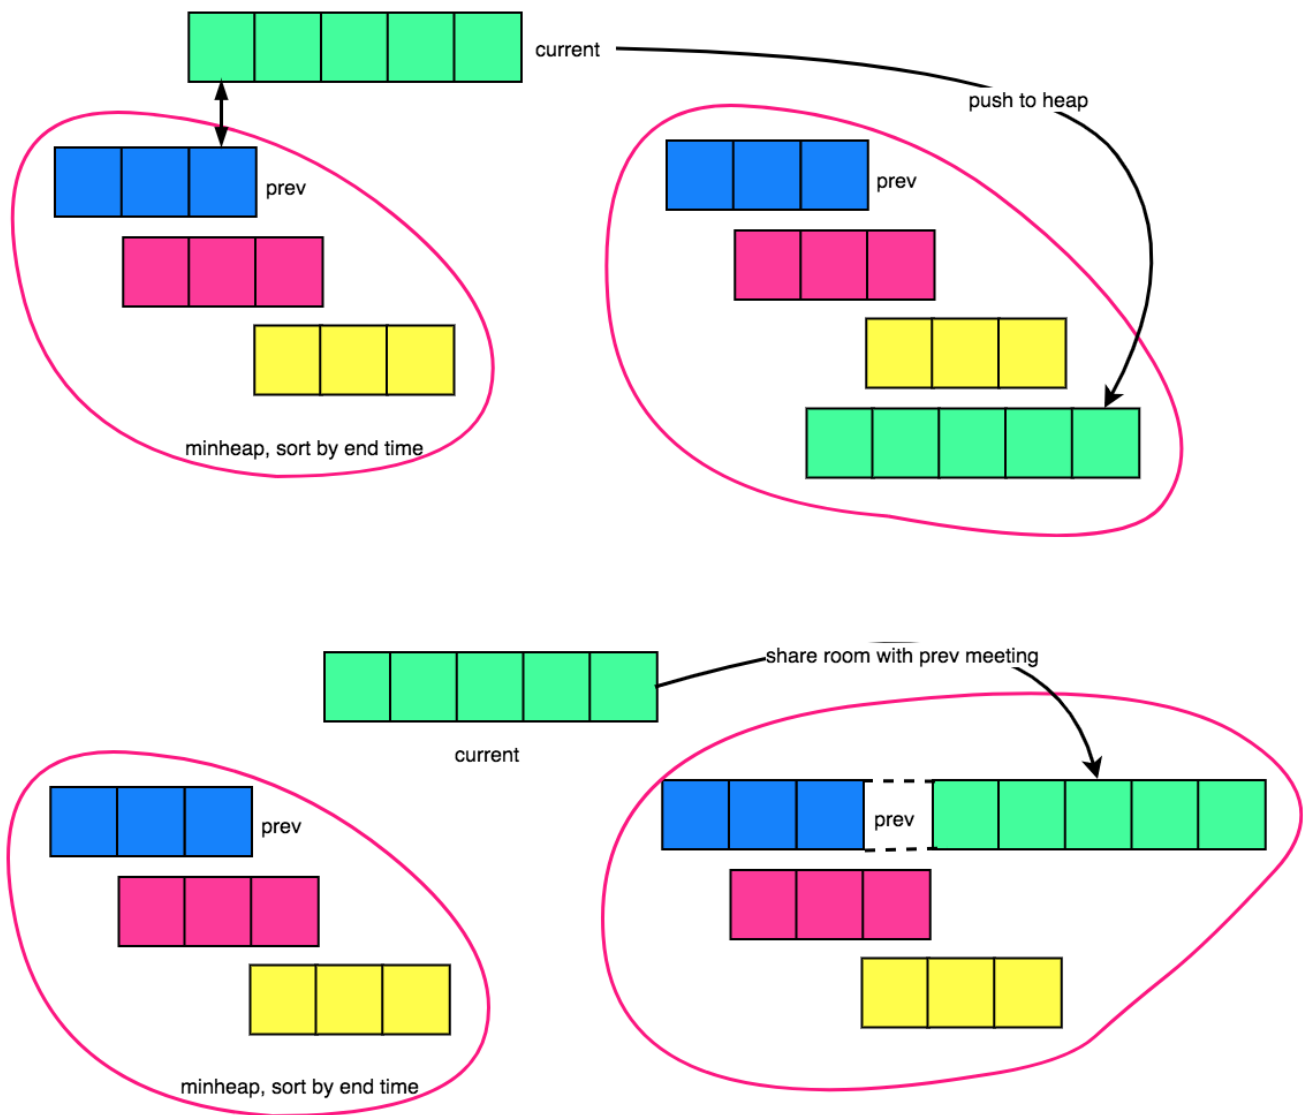 current
push to heap
prev
prev
minheap, sort by end time
share room with prev meeting
current
prev
prev
minheap, sort by end time